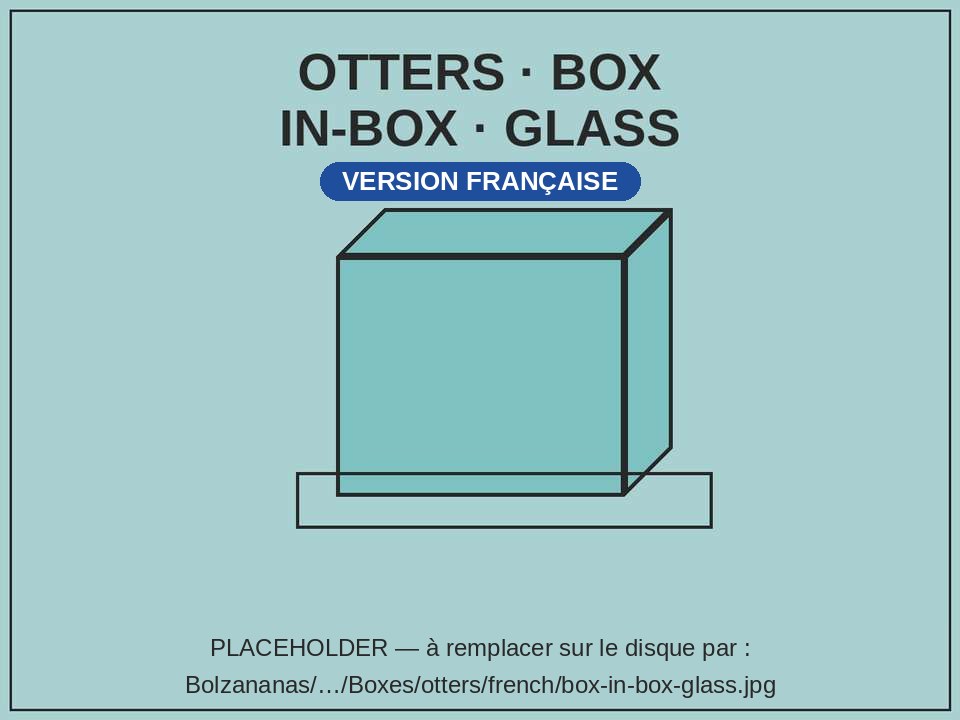 OTTERS · BOX
IN-BOX · GLASS
VERSION FRANÇAISE
PLACEHOLDER — à remplacer sur le disque par :
Bolzananas/…/Boxes/otters/french/box-in-box-glass.jpg